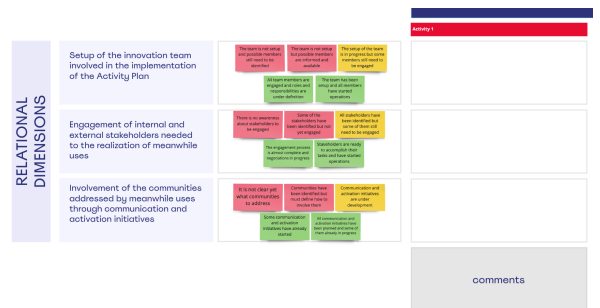 Activity 1
RELATIONAL
DIMENSIONS
Setup of the innovation team
involved in the implementation
of the Activity Plan
The team is not setup
and possible members
still need to be
identified
The team is not setup
but possible members
are informed and
available
The setup of the team
is in progress but some
members still need to
be engaged
All team members are
engaged and roles and
responsibilities are
under definition
The team has been
setup and all members
have started
operations
Engagement of internal and
external stakeholders needed
to the realization of meanwhile
uses
There is no awareness
about stakeholders to
be engaged
Some of the
stakeholders have
been identified but not
yet engaged
All stakeholders have
been identified but
some of them still
need to be engaged
The engagement process
is almost complete and
negotiations in progress
Stakeholders are ready
to accomplish their
tasks and have started
operations
Involvement of the communities
addressed by meanwhile uses
through communication and
activation initiatives
It is not clear yet
what communities
to address
Communities have
been identified but
must define how to
involve them
Communication and
activation initiatives
are under
development
Some communication
and activation
initiatives have already
started
All communication and
activation initiatives have
been planned and some of
them already in progress
comments